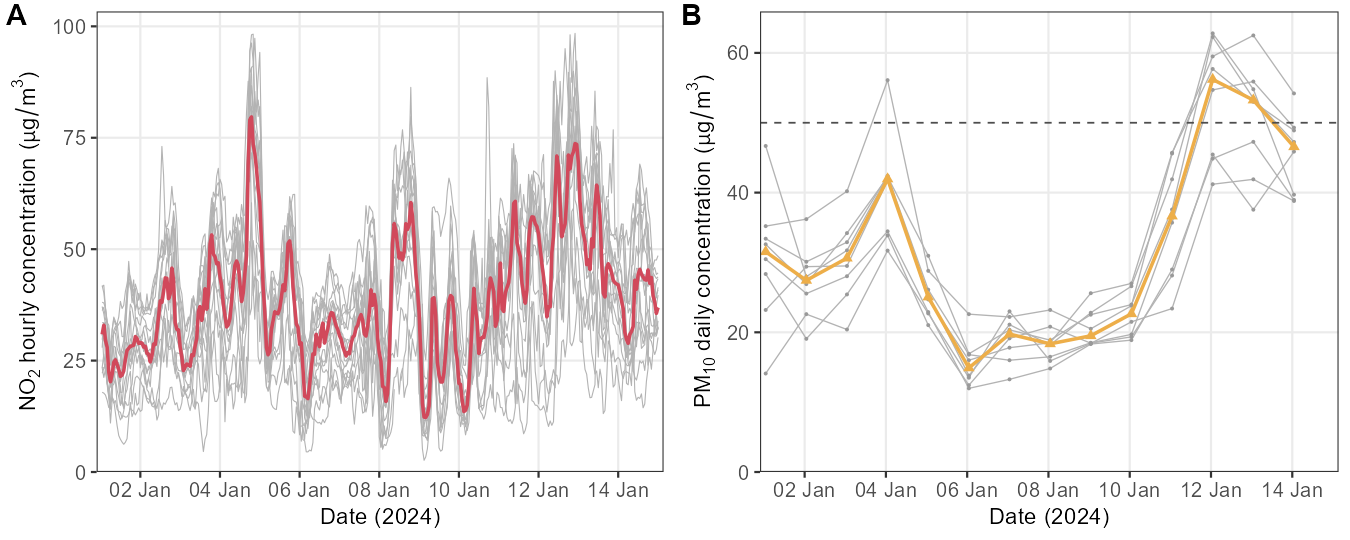 A
NO2 hourly concentration (µg/m3)
100
75
50
25
0
02 Jan 04 Jan 06 Jan 08 Jan 10 Jan 12 Jan 14 Jan
Date (2024)
B
PM10 daily concentration (µg/m3)
60
40
20
0
02 Jan 04 Jan 06 Jan 08 Jan 10 Jan 12 Jan 14 Jan
Date (2024)